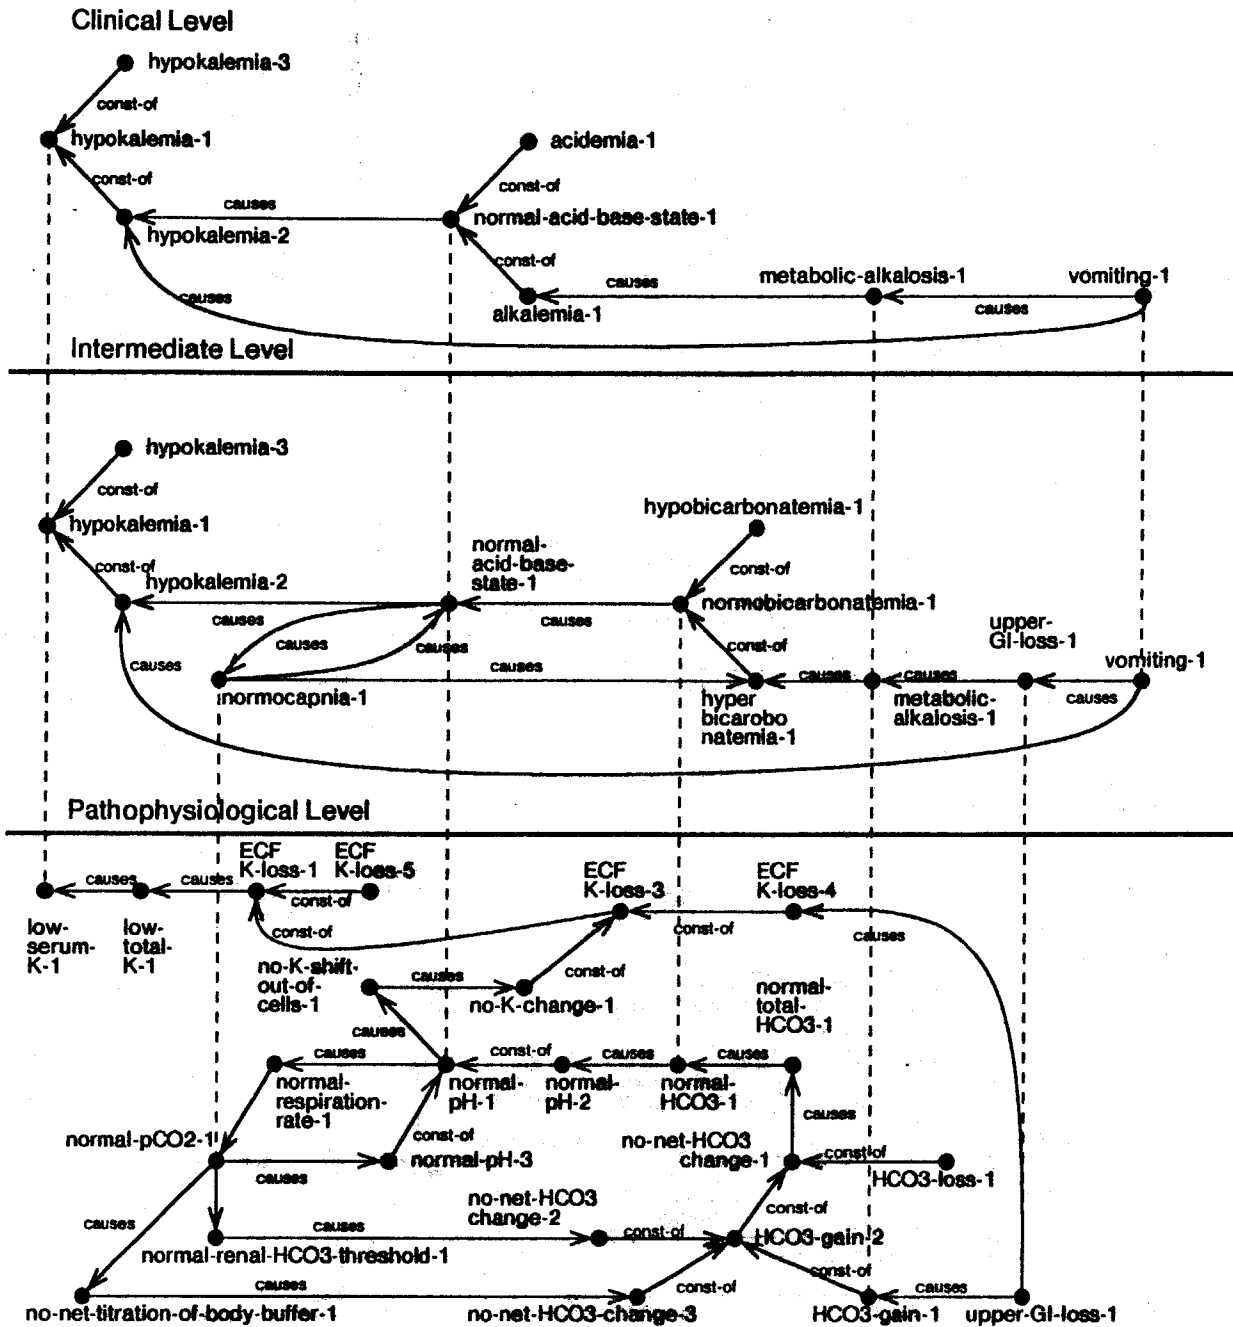 Clinical Level
hypokalemia-3
const-of
hypokalemia-1
acidemia-1
const-of
const-of
causes
normal-acid-base-state-1
hypokalemia-2
const-of
metabolic-alkalosis-1
vomiting-1
causes
causes
causes
alkalemia-1
Intermediate Level
hypokalemia-3
const-of
hypobicarbonatemia-1
hypokalemia-1
normal-
acid-base-
state-1
const-of
const-of
hypokalemia-2
normobicarbonatemia-1
causes
causes
upper-
GI-loss-1
causes
causes
const-of
causes
causes
vomiting-1
causes
causes
causes
normocapnia-1
hyper
bicarobo
natemia-1
metabolic-
alkalosis-1
Pathophysiological Level
ECF
K-loss-1
ECF
K-loss-5
ECF
K-loss-3
ECF
K-loss-4
causes
causes
const-of
low-
serum-
K-1
low-
total-
K-1
const-of
const-of
causes
no-K-shift-
out-of-
cells-1
causes
const-of
no-K-change-1
normal-
total-
HCO3-1
causes
causes
const-of
causes
causes
normal-
respiration-
rate-1
normal-
pH-1
normal-
pH-2
normal-
HCO3-1
causes
normal-pCO2-1
const-of
no-net-HCO3
change-1
const-of
causes
normal-pH-3
HCO3-loss-1
no-net-HCO3
change-2
const-of
causes
causes
const-of
HCO3-gain-2
normal-renal-HCO3-threshold-1
const-of
causes
const-of
causes
no-net-titration-of-body-buffer-1
no-net-HCO3-change-3
HCO3-gain-1
upper-GI-loss-1